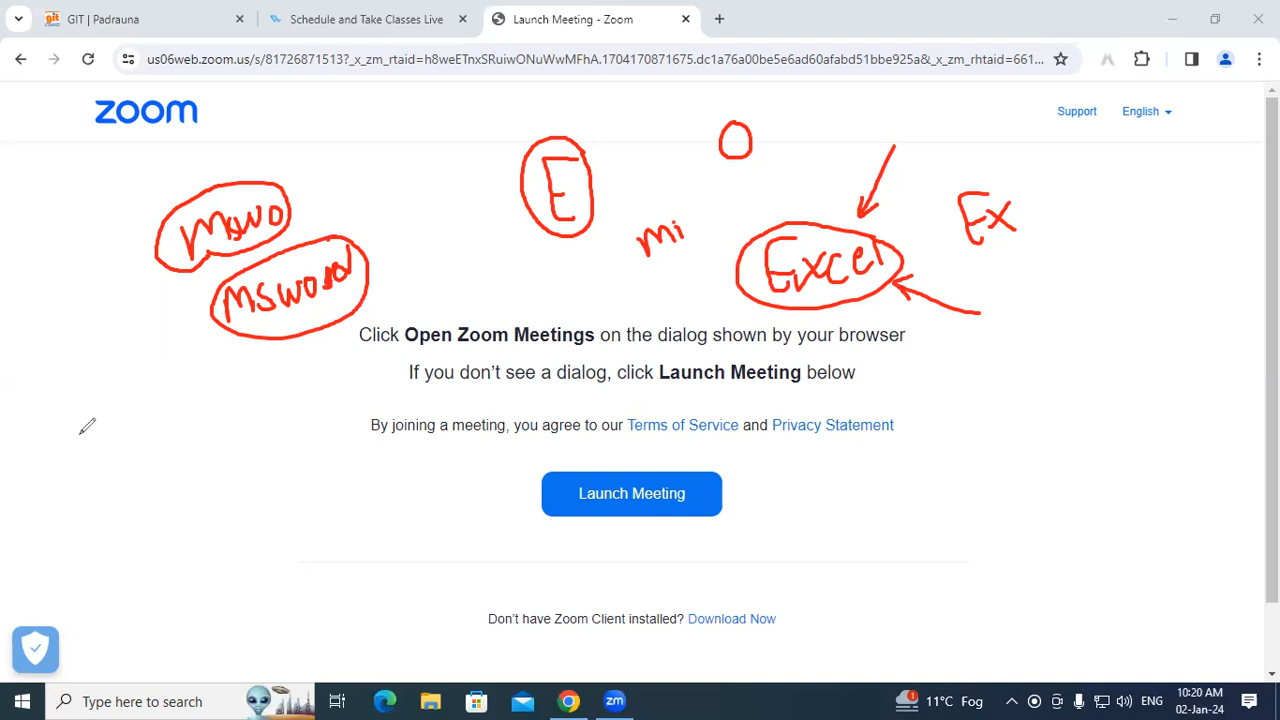 git GIT | Padrauna
Schedule and Take Classes Live
Launch Meeting - Zoom
us06web.zoom.us/s/81726871513?_x_zm_rtaid=h8weETnxSRuiwONuWwMFhA.1704170871675.dc1a76a00be5e6ad60afabd51bbe925a&_x_zm_rhtaid=661...
zoom
Support English
O
E
mswo
mi
Excel
Ex
msword
Click Open Zoom Meetings on the dialog shown by your browser
If you don't see a dialog, click Launch Meeting below
By joining a meeting, you agree to our Terms of Service and Privacy Statement
Launch Meeting
Don't have Zoom Client installed? Download Now
Type here to search
zm
1
11°C Fog
ENG
10:20 AM
02-Jan-24